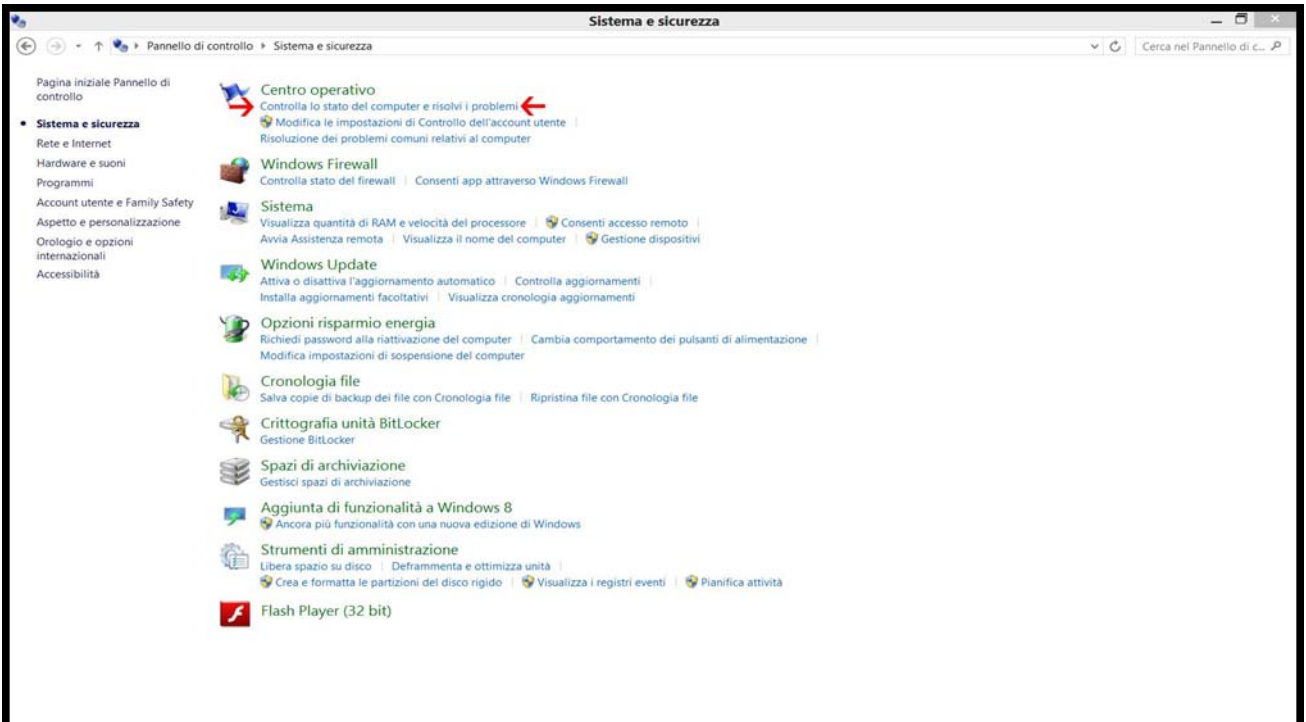 Sistema e sicurezza
Pannello di controllo Sistema e sicurezza
Cerca nel Pannello di c...
Pagina iniziale Pannello di
controllo
Sistema e sicurezza
Rete e Internet
Hardware e suoni
Programmi
Account utente e Family Safety
Aspetto e personalizzazione
Orologio e opzioni
internazionali
Accessibilità
Centro operativo
Controlla lo stato del computer e risolvi i problemi
Modifica le impostazioni di Controllo dell'account utente
Risoluzione dei problemi comuni relativi al computer
Windows Firewall
Controlla stato del firewall Consenti app attraverso Windows Firewall
Sistema
Visualizza quantità di RAM e velocità del processore Consenti accesso remoto
Avvia Assistenza remota Visualizza il nome del computer Gestione dispositivi
Windows Update
Attiva o disattiva l'aggiornamento automatico Controlla aggiornamenti
Installa aggiornamenti facoltativi Visualizza cronologia aggiornamenti
Opzioni risparmio energia
Richiedi password alla riattivazione del computer Cambia comportamento dei pulsanti di alimentazione
Modifica impostazioni di sospensione del computer
Cronologia file
Salva copie di backup dei file con Cronologia file Ripristina file con Cronologia file
Crittografia unità BitLocker
Gestione BitLocker
Spazi di archiviazione
Gestisci spazi di archiviazione
Aggiunta di funzionalità a Windows 8
Ancora più funzionalità con una nuova edizione di Windows
Strumenti di amministrazione
Libera spazio su disco Deframmenta e ottimizza unità
Crea e formatta le partizioni del disco rigido Visualizza i registri eventi Pianifica attività
Flash Player (32 bit)